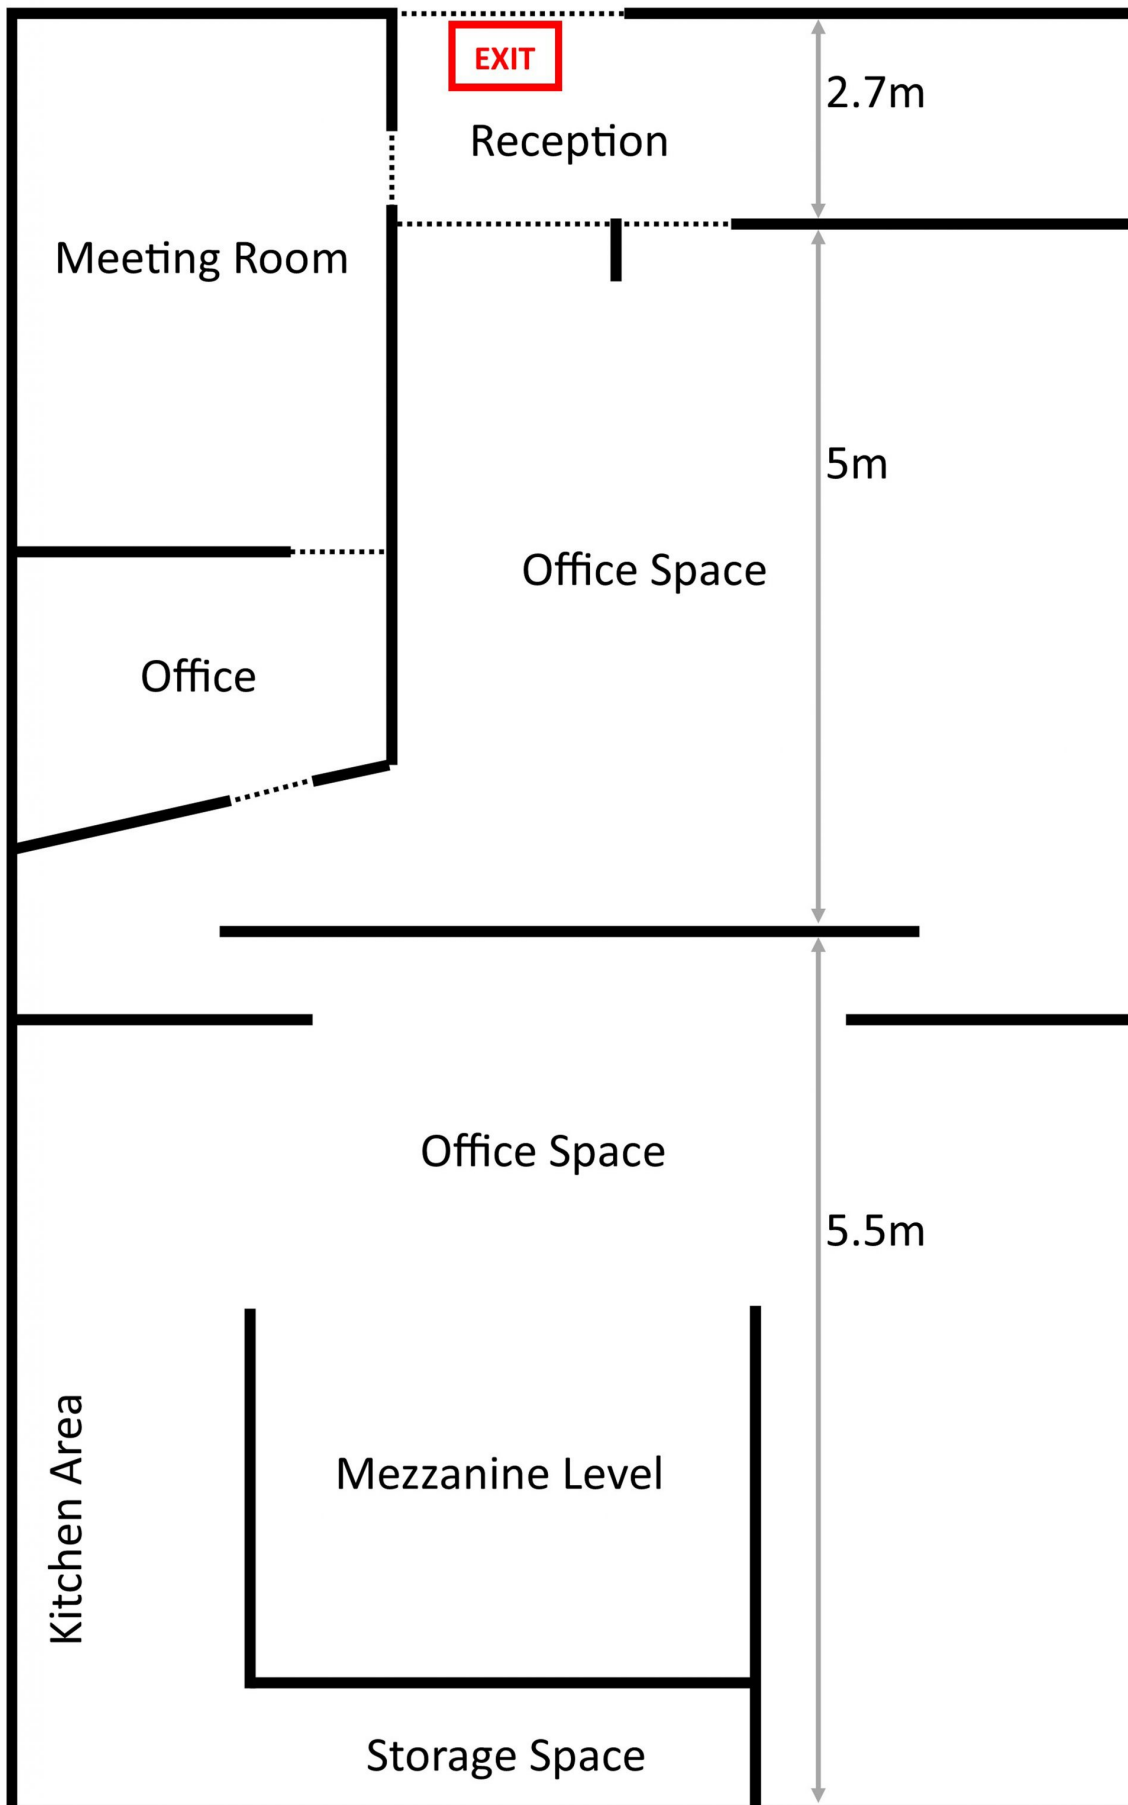 EXIT
2.7m
Reception
Meeting Room
5m
Office Space
Office
Office Space
5.5m
Kitchen Area
Mezzanine Level
Storage Space